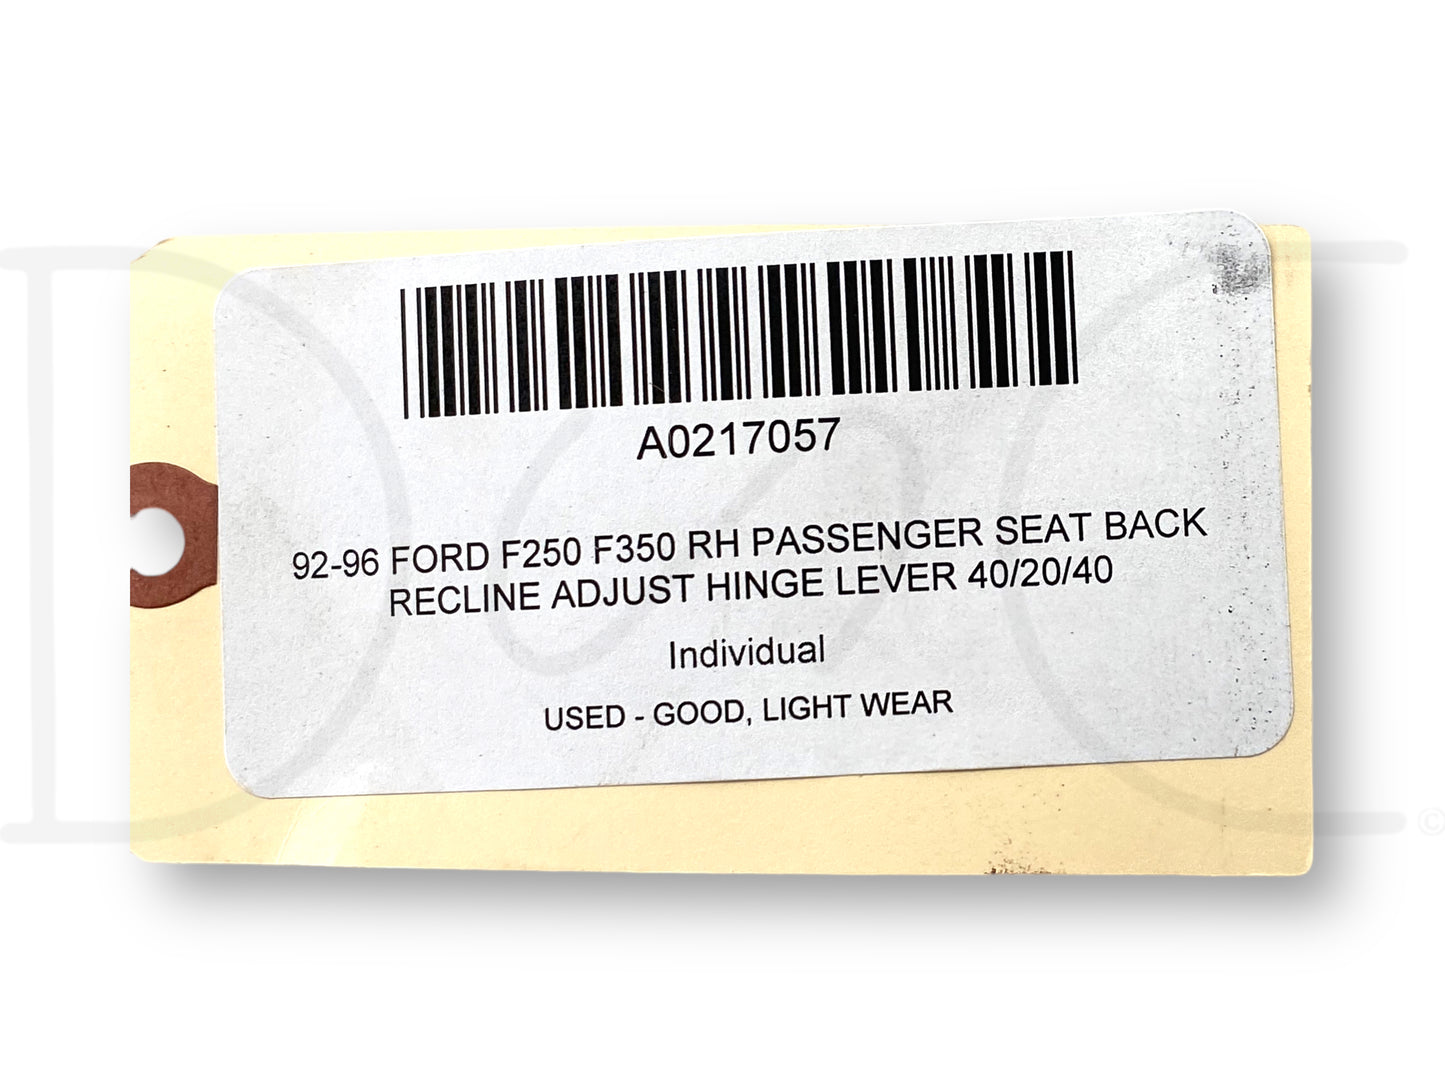 A0217057
92-96 FORD F250 F350 RH PASSENGER SEAT BACK
RECLINE ADJUST HINGE LEVER 40/20/40
Individual
USED - GOOD, LIGHT WEAR
©